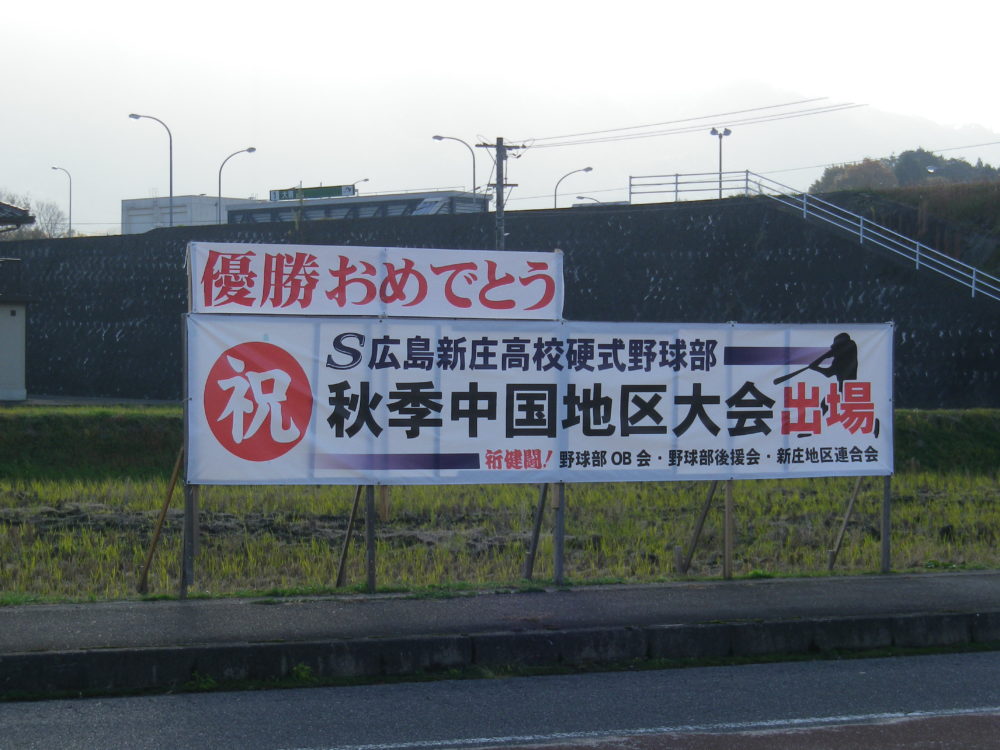 優勝おめでとう
S広島新庄高校硬式野球部
祝
秋季中国地区大会出場
祈健闘! 野球部OB会・野球部後援会・新庄地区連合会